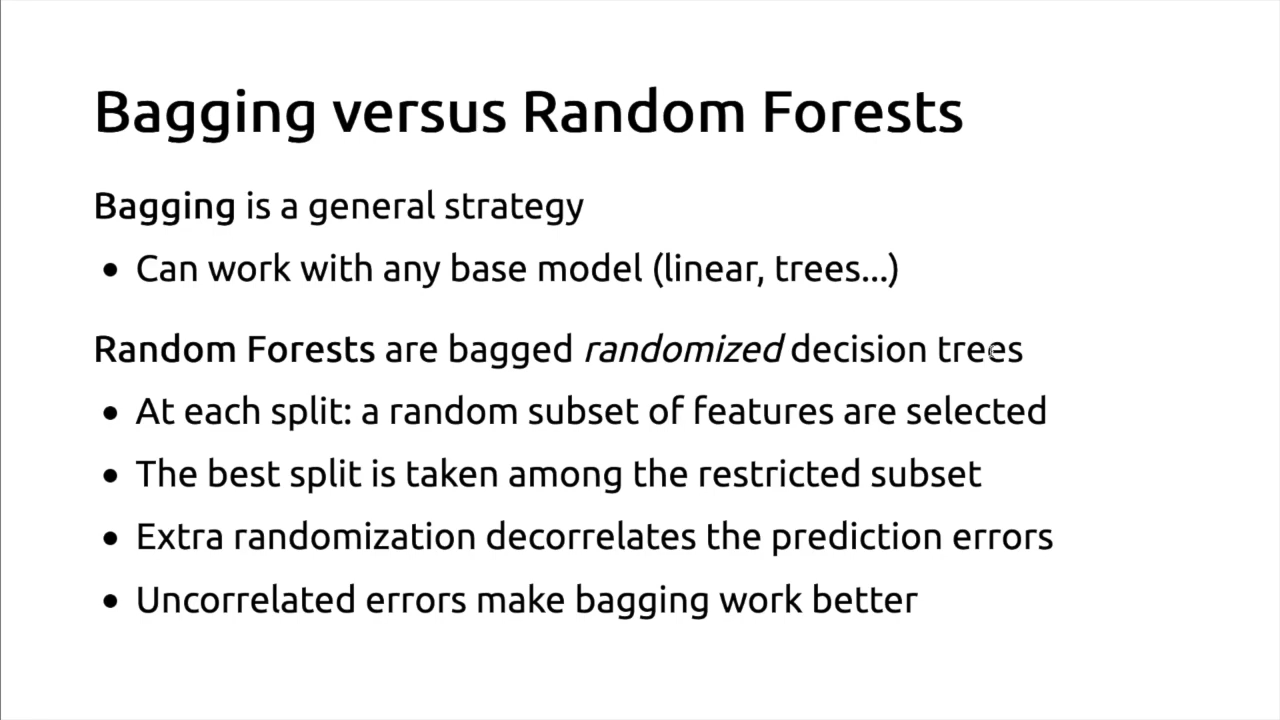 Bagging versus Random Forests
Bagging is a general strategy
• Can work with any base model (linear, trees...)
Random Forests are bagged randomized decision trees
• At each split: a random subset of features are selected
• The best split is taken among the restricted subset
• Extra randomization decorrelates the prediction errors
• Uncorrelated errors make bagging work better